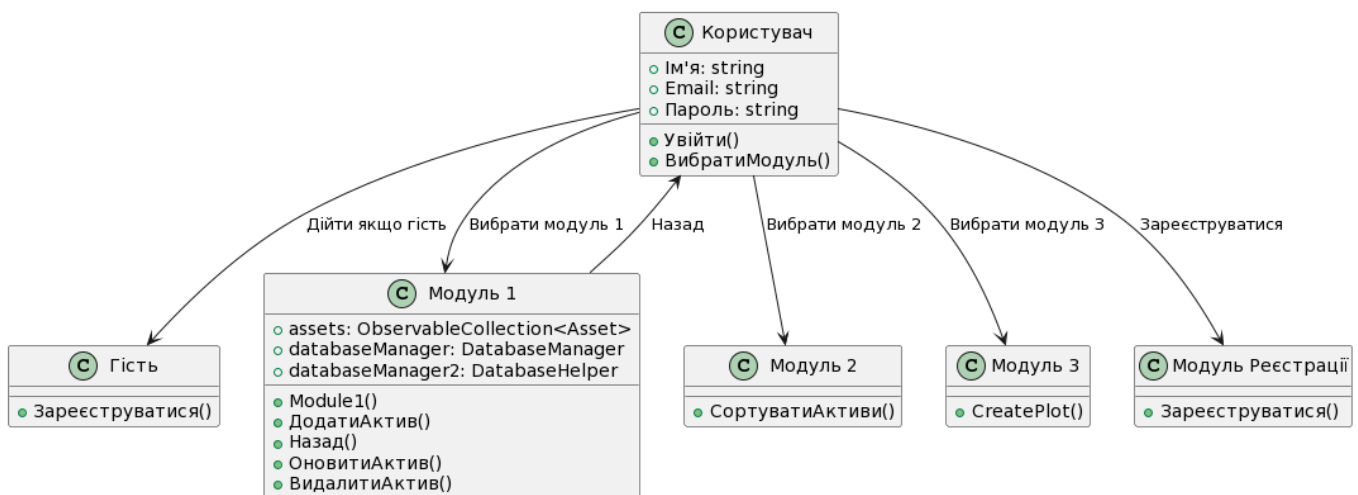 C Користувач
Ім'я: string
Email: string
Пароль: string
Увійти()
ВибратиМодуль()
Дійти якщо гість
Вибрати модуль 1
Назад
Вибрати модуль 2
Вибрати модуль 3
Зареєструватися
C Гість
Зареєструватися()
C Модуль 1
assets: ObservableCollection<Asset>
databaseManager: DatabaseManager
databaseManager2: DatabaseHelper
Module1()
ДодатиАктив()
Назад()
ОновитиАктив()
ВидалитиАктив()
C Модуль 2
СортуватиАктиви()
C Модуль 3
CreatePlot()
C Модуль Реєстрації
Зареєструватися()